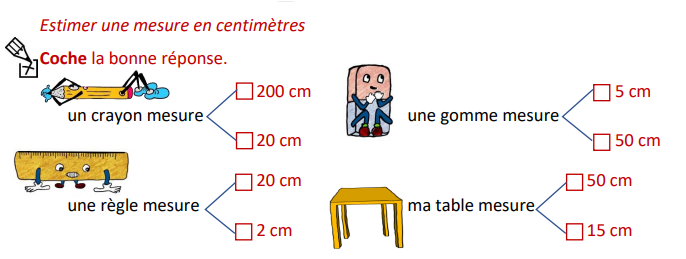 Estimer une mesure en centimètres
Coche la bonne réponse.
200 cm
un crayon mesure
20 cm
5 cm
une gomme mesure
50 cm
20 cm
une règle mesure
2 cm
50 cm
ma table mesure
15 cm